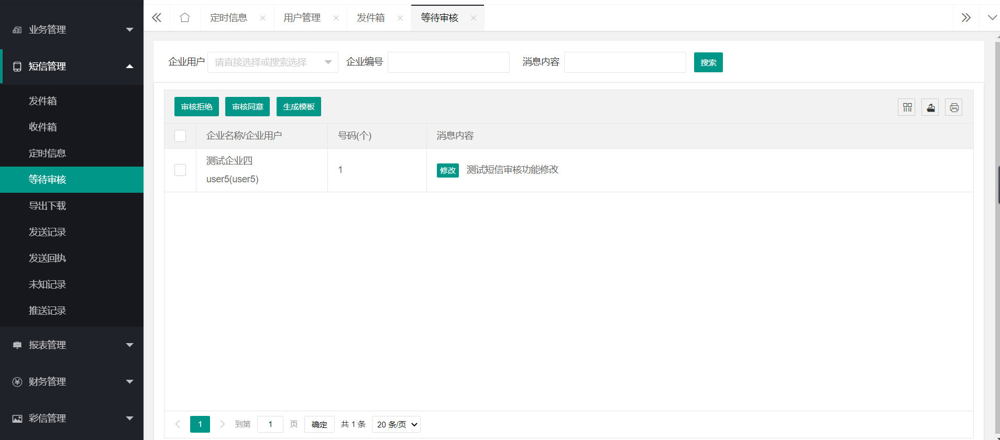 业务管理
短信管理
发件箱
收件箱
定时信息
等待审核
导出下载
发送记录
发送回执
未知记录
推送记录
报表管理
财务管理
彩信管理
定时信息 用户管理 发件箱 等待审核
企业用户 请直接选择或搜索选择 企业编号 消息内容 搜索
审核拒绝 审核同意 生成模板
企业名称/企业用户 号码(个) 消息内容
测试企业四
user5(user5)
1
修改 测试短信审核功能修改
1 到第 1 页 确定 共 1 条 20 条/页